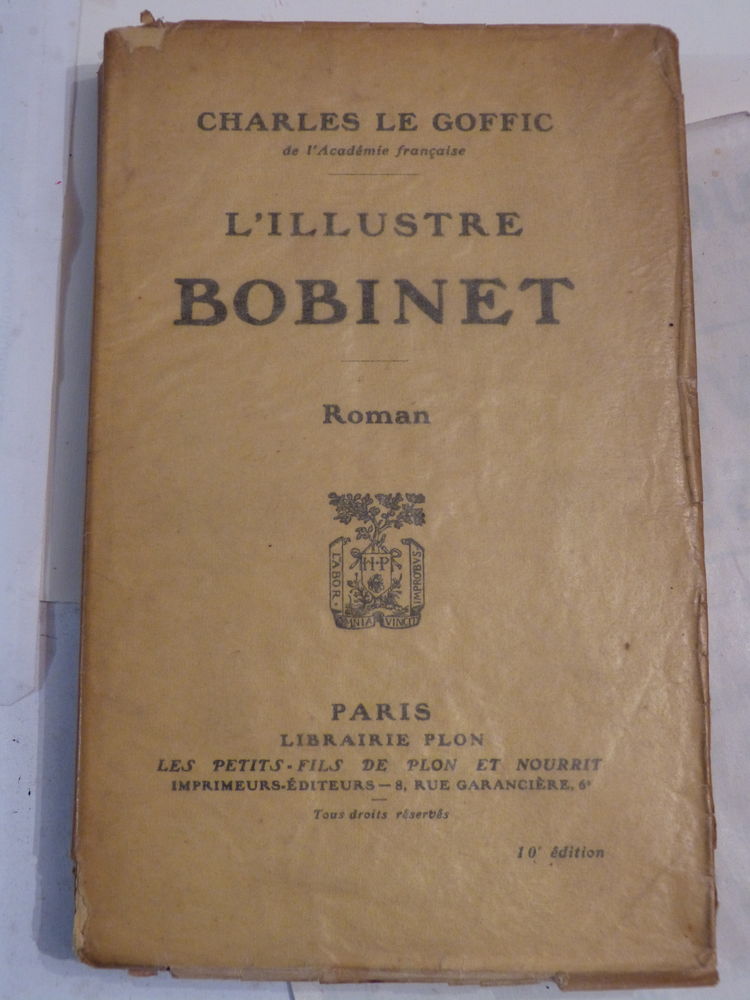 CHARLES LE GOFFIC
de l'Académie française
L'ILLUSTRE
BOBINET
Roman
LABOR
H·P
IMPROBVS
OMNIA VINCIT
PARIS
LIBRAIRIE PLON
LES PETITS-FILS DE PLON ET NOURRIT
IMPRIMEURS-ÉDITEURS — 8, RUE GARANCIÈRE, 6e
Tous droits réservés
10e édition